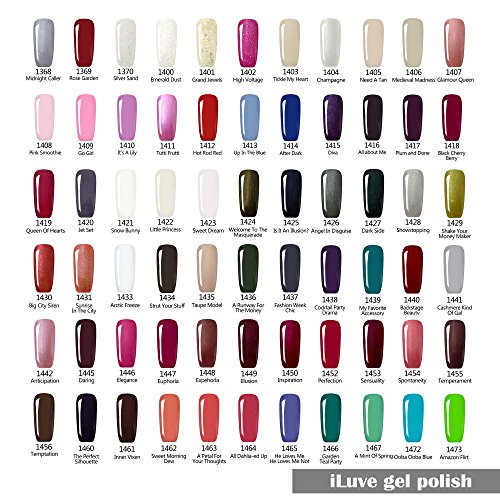 1368 1369 1370 1400 1401 1402 1403 1404 1405 1406 1407
Midnight Caller Rose Garden Silver Sand Emerald Dust Grand Jewels High Voltage Tickle My Heart Champagne Need A Tan Medieval Madness Glamour Queen
1408 1409 1410 1411 1412 1413 1414 1415 1416 1417 1418
Pink Smoothie Ga Girl It's A Lily Tutti Frutti Hot Rod Red Up In The Blue After Dark Diva All about Me Plum and Done Black Cherry
Berry
1419 1420 1421 1422 1423 1424 1425 1426 1427 1428 1429
Queen Of Hearts Jet Set Snow Bunny Little Princess Sweet Dream Welcome To The Is It An Illusion? Angel In Disguise Dark Side Showstopping Shake Your
Masquerade Money Maker
1430 1431 1433 1434 1435 1436 1437 1438 1439 1440 1441
Big City Siren Sunrise Arctic Freeze Strut Your Stuff Taupe Model A Runway For Fashion Week Cocktail Party My Favorite Backstage Cashmere Kind
In The City The Mohey Chic Drama Accessory Beauty Of Gal
1442 1445 1446 1447 1448 1449 1450 1452 1453 1454 1455
Anticipation Daring Elegance Euphoria Eupehoria Illusion Inspiration Perfection Sensuality Spontaneity Temperament
1456 1460 1461 1462 1463 1464 1465 1466 1467 1472 1473
Temptation The Perfect Inner Vixen Sweet Morning A Petal For All Dahlia-ed Up He Loves Me Garden A Mint Of Spring Ooba Ooba Blue Amazon Flirt
Silhouette Dew Your Thoughts He Loves Me Not Teal Party
iLuve gel polish